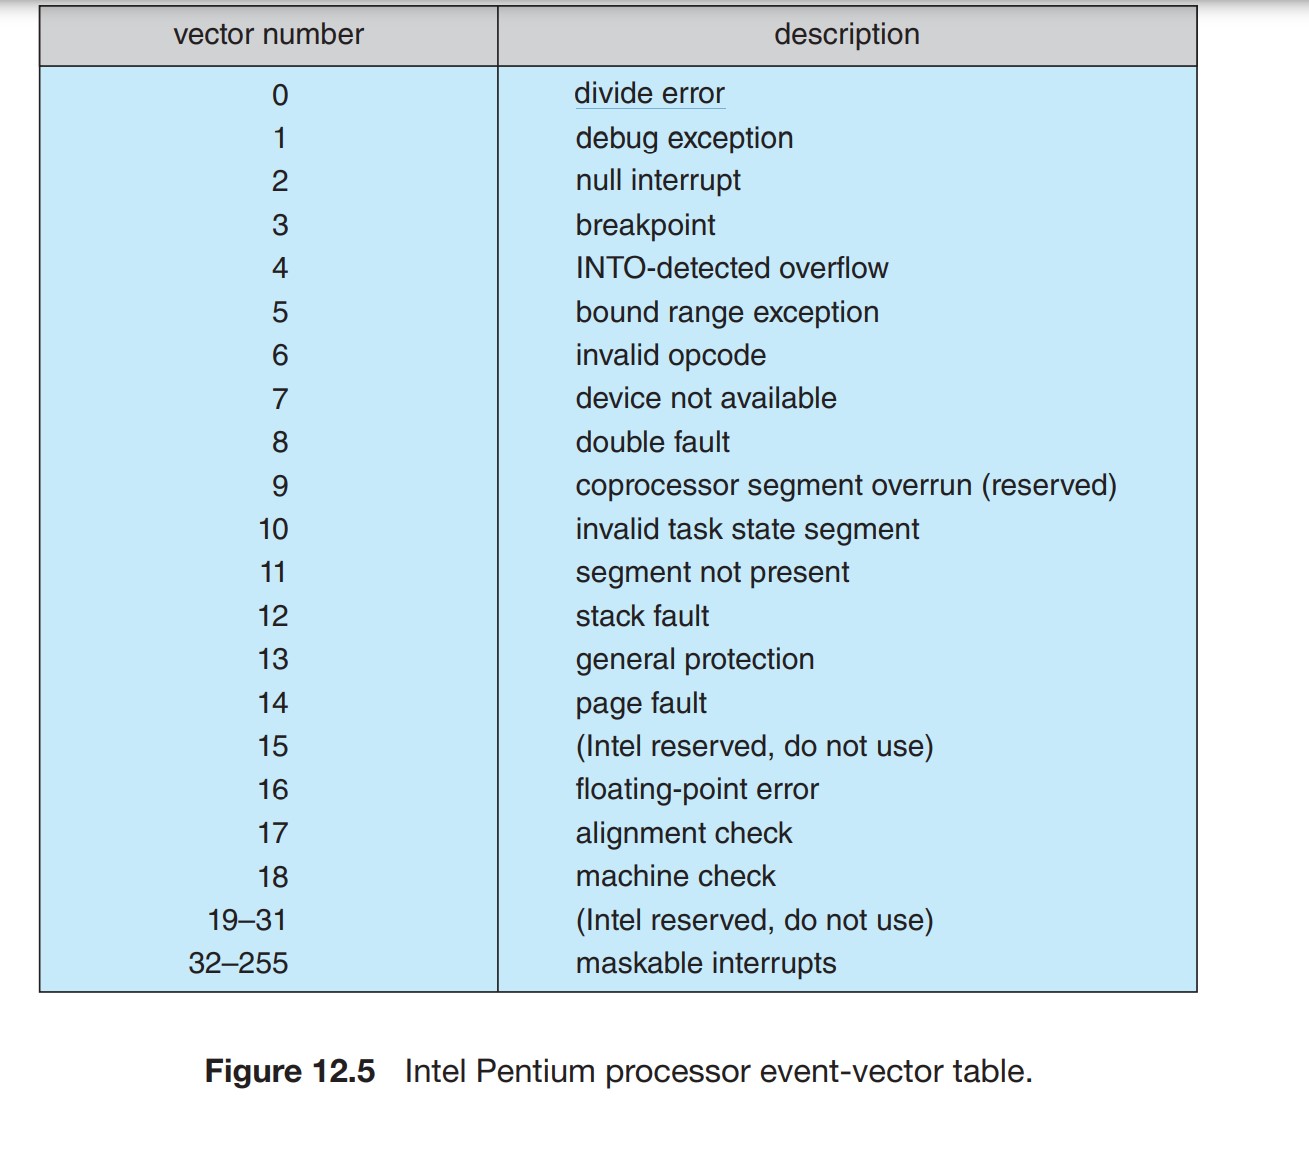 vector number description
0 divide error
1 debug exception
2 null interrupt
3 breakpoint
4 INTO-detected overflow
5 bound range exception
6 invalid opcode
7 device not available
8 double fault
9 coprocessor segment overrun (reserved)
10 invalid task state segment
11 segment not present
12 stack fault
13 general protection
14 page fault
15 (Intel reserved, do not use)
16 floating-point error
17 alignment check
18 machine check
19–31 (Intel reserved, do not use)
32–255 maskable interrupts
Figure 12.5 Intel Pentium processor event-vector table.